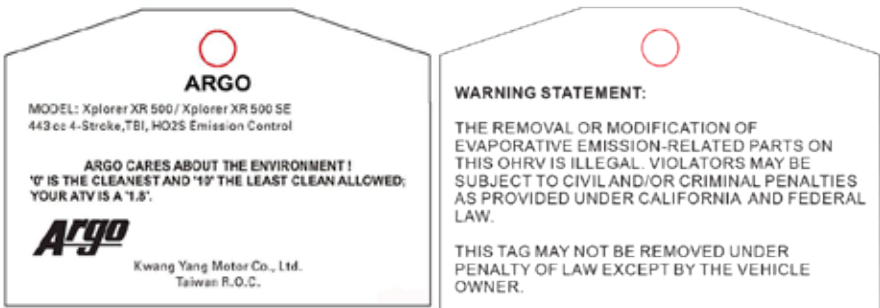 ARGO
MODEL: Xplorer XR 500 / Xplorer XR 500 SE
443 cc 4-Stroke,TBI, HO2S Emission Control
ARGO CARES ABOUT THE ENVIRONMENT !
"0" IS THE CLEANEST AND "10" THE LEAST CLEAN ALLOWED;
YOUR ATV IS A "1.8".
Argo
Kwang Yang Motor Co., Ltd.
Taiwan R.O.C.
WARNING STATEMENT:
THE REMOVAL OR MODIFICATION OF
EVAPORATIVE EMISSION-RELATED PARTS ON
THIS OHRV IS ILLEGAL. VIOLATORS MAY BE
SUBJECT TO CIVIL AND/OR CRIMINAL PENALTIES
AS PROVIDED UNDER CALIFORNIA AND FEDERAL
LAW.
THIS TAG MAY NOT BE REMOVED UNDER
PENALTY OF LAW EXCEPT BY THE VEHICLE
OWNER.